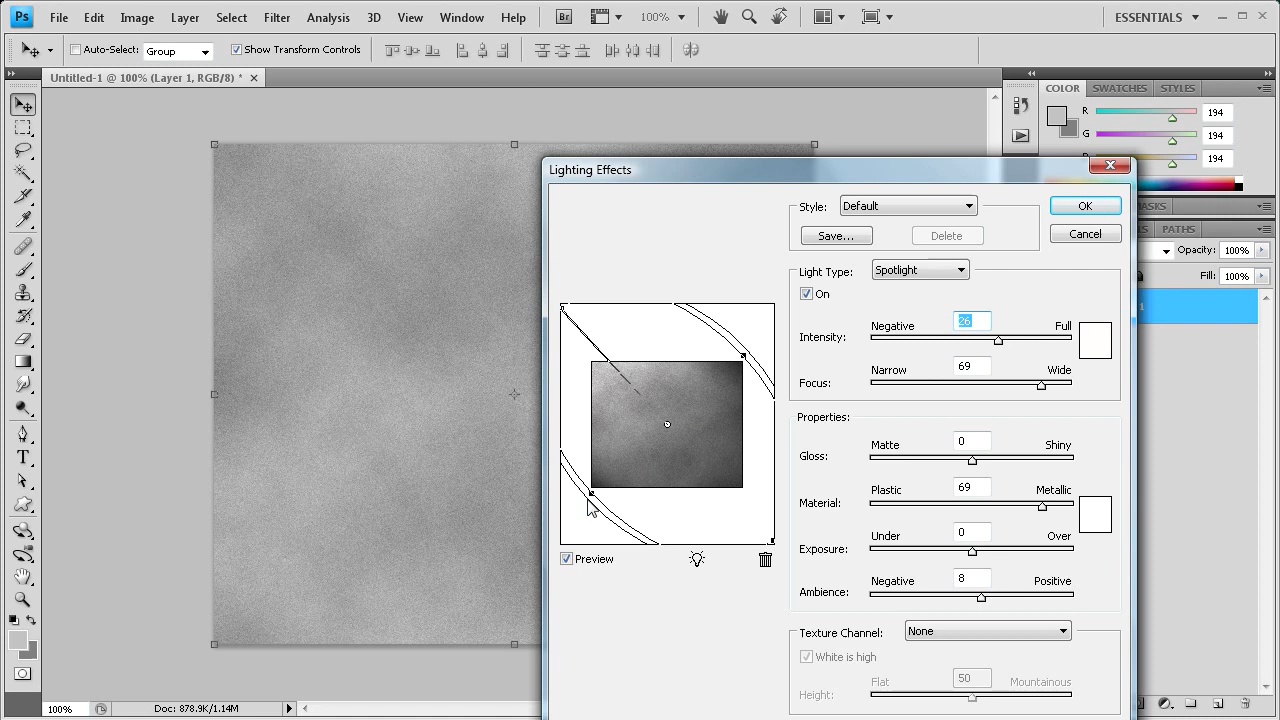 Ps File Edit Image Layer Select Filter Analysis 3D View Window Help Br 100% ESSENTIALS
Auto-Select: Group Show Transform Controls
Untitled-1 @ 100% (Layer 1, RGB/8) *
COLOR SWATCHES STYLES
R 194
G 194
194
Lighting Effects
Style: Default OK
Save... Delete Cancel
PATHS
Opacity: 100%
Fill: 100%
1
Light Type: Spotlight
On
Negative 26 Full
Intensity:
Narrow 69 Wide
Focus:
Properties:
Matte 0 Shiny
Gloss:
Plastic 69 Metallic
Material:
Under 0 Over
Exposure:
Negative 8 Positive
Ambience:
Preview
Texture Channel: None
White is high
Flat 50 Mountainous
Height:
T
100% Doc: 878.9K/1.14M